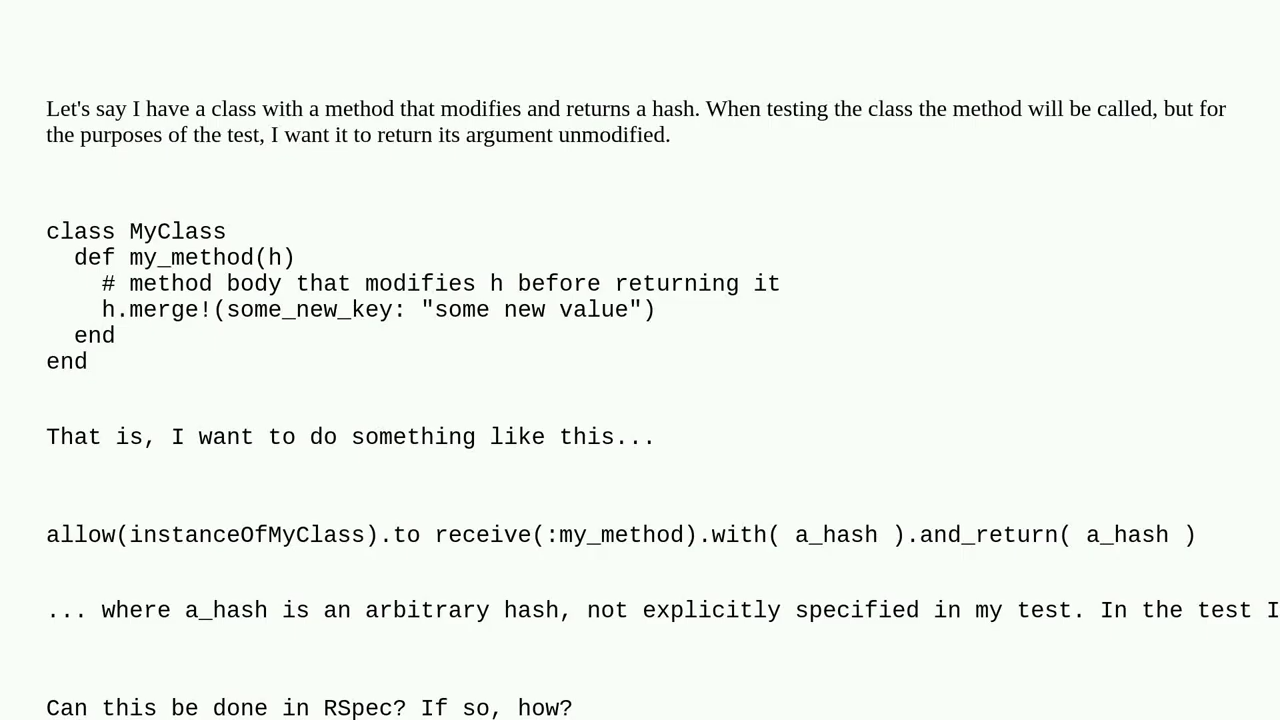 Let's say I have a class with a method that modifies and returns a hash. When testing the class the method will be called, but for
the purposes of the test, I want it to return its argument unmodified.
class MyClass
  def my_method(h)
    # method body that modifies h before returning it
    h.merge!(some_new_key: "some new value")
  end
end
That is, I want to do something like this...
allow(instanceOfMyClass).to receive(:my_method).with( a_hash ).and_return( a_hash )
... where a_hash is an arbitrary hash, not explicitly specified in my test. In the test I
Can this be done in RSpec? If so, how?